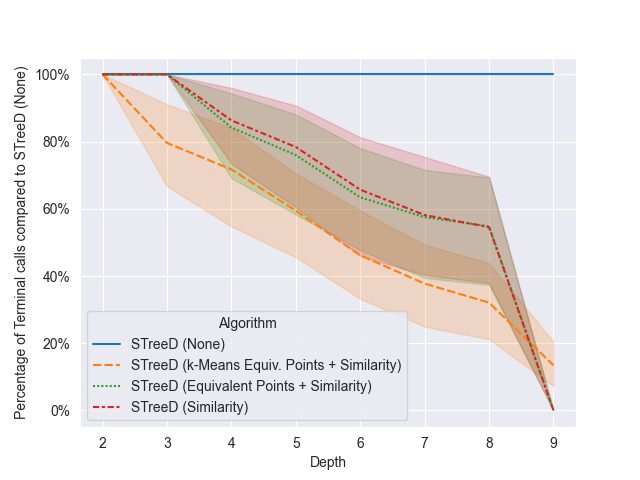 Percentage of Terminal calls compared to STreeD (None)
100%
80%
60%
40%
20%
0%
Algorithm
STreeD (None)
STreeD (k-Means Equiv. Points + Similarity)
STreeD (Equivalent Points + Similarity)
STreeD (Similarity)
2 3 4 5 6 7 8 9
Depth